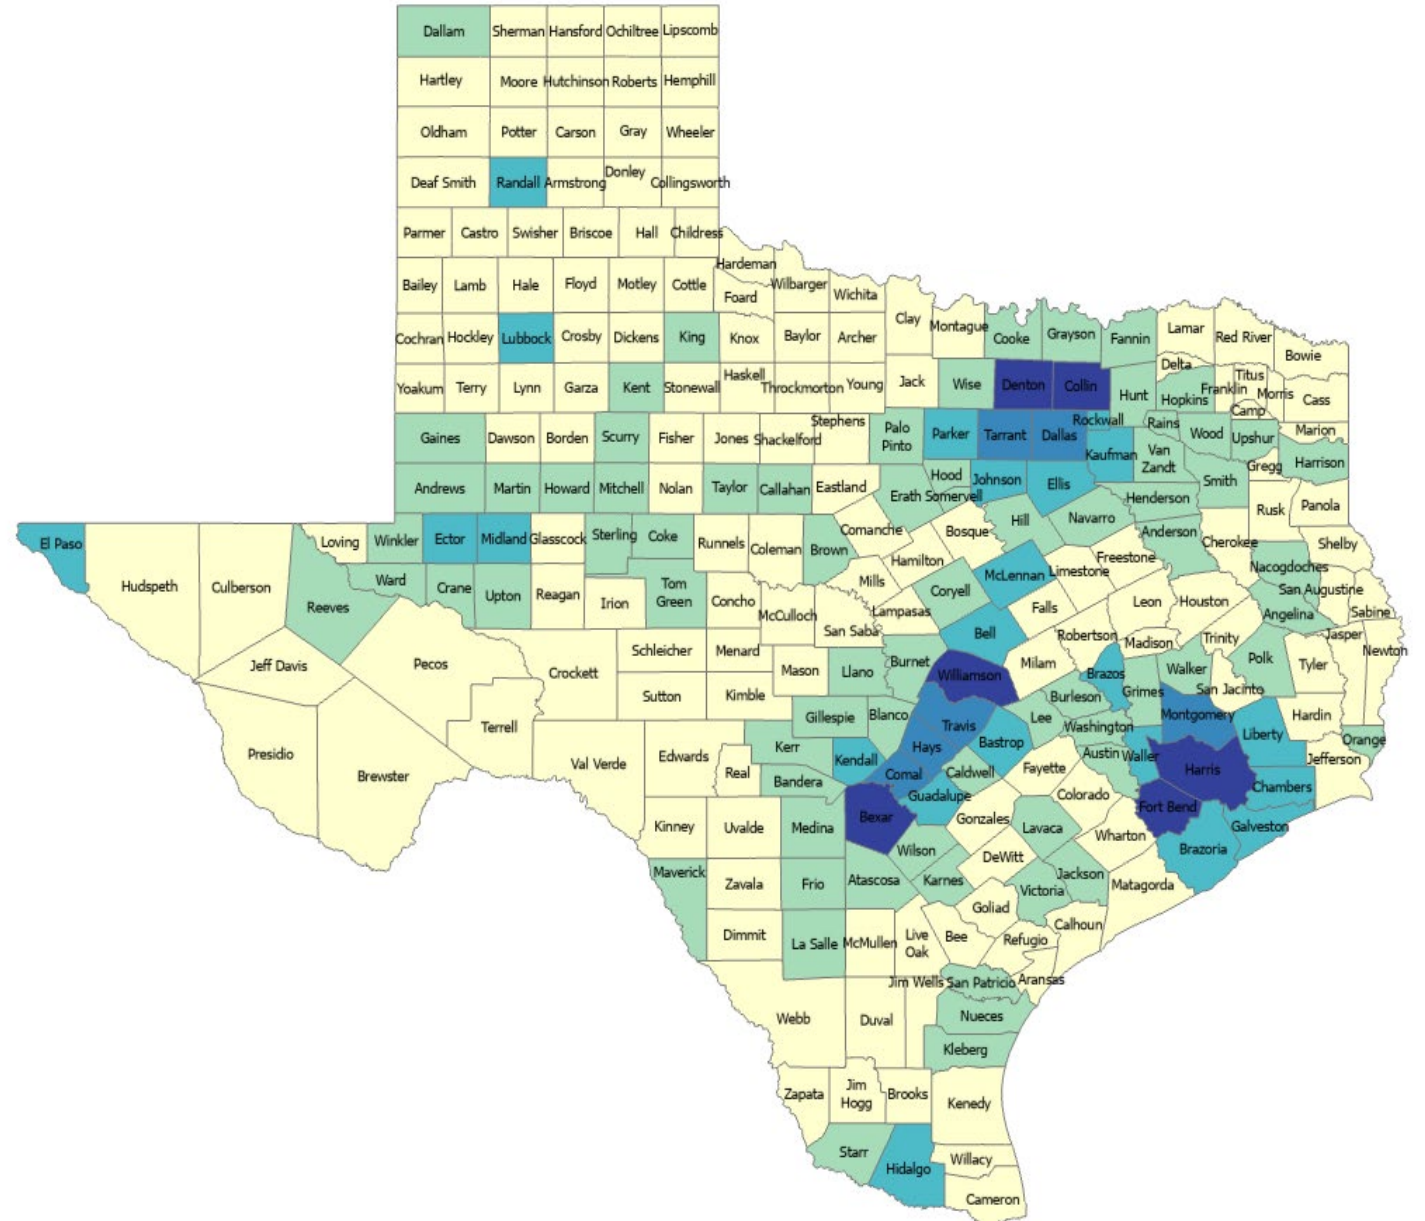 Dallam Sherman Hansford Ochiltree Lipscomb
Hartley Moore Hutchinson Roberts Hemphill
Oldham Potter Carson Gray Wheeler
Deaf Smith Randall Armstrong Donley Collingsworth
Parmer Castro Swisher Briscoe Hall Childress
Hardeman
Bailey Lamb Hale Floyd Motley Cottle Foard Wilbarger Wichita
Clay Montague Cooke Grayson Fannin Lamar Red River Bowie
Cochran Hockley Lubbock Crosby Dickens King Knox Baylor Archer
Delta Titus Franklin Morris Cass Camp
Yoakum Terry Lynn Garza Kent Stonewall Haskell Throckmorton Young Jack Wise Denton Collin Hunt Hopkins
Gaines Dawson Borden Scurry Fisher Jones Shackelford Stephens
Palo
Pinto
Parker Tarrant Dallas Rockwall Kaufman Rains Wood Upshur Marion
Van
Zandt
Gregg Harrison
Andrews Martin Howard Mitchell Nolan Taylor Callahan Eastland Erath Hood Somervell Johnson Ellis Henderson Smith Rusk Panola
El Paso Hudspeth Culberson Loving Winkler Ector Midland Glasscock Sterling Coke Runnels Coleman Brown Comanche Bosque Hill Navarro Anderson Cherokee Shelby
Hamilton Freestone Nacogdoches
Reeves Ward Crane Upton Reagan Irion
Tom
Green
Concho McCulloch Mills Coryell McLennan Limestone San Augustine
Lampasas Falls Leon Houston Angelina Sabine
San Saba Bell Robertson Madison Trinity Jasper Newton
Jeff Davis Pecos Crockett Schleicher Menard Mason Llano Burnet Williamson Milam Brazos Walker Polk Tyler
Sutton Kimble Grimes San Jacinto
Presidio Brewster Terrell Val Verde Edwards Real Kerr Gillespie Blanco Travis Lee Burleson Washington Montgomery Liberty Hardin Orange
Bandera Kendall Hays Bastrop Austin Waller Harris Jefferson
Comal Caldwell Fayette Chambers
Guadalupe Colorado Fort Bend
Kinney Uvalde Medina Bexar Gonzales Lavaca Wharton Brazoria Galveston
Wilson DeWitt
Maverick Zavala Frio Atascosa Karnes Victoria Jackson Matagorda
Goliad Calhoun
Dimmit La Salle McMullen
Live
Oak
Bee Refugio
Jim Wells San Patricio Aransas
Webb Duval Nueces
Kleberg
Zapata
Jim
Hogg
Brooks Kenedy
Starr Hidalgo Willacy
Cameron